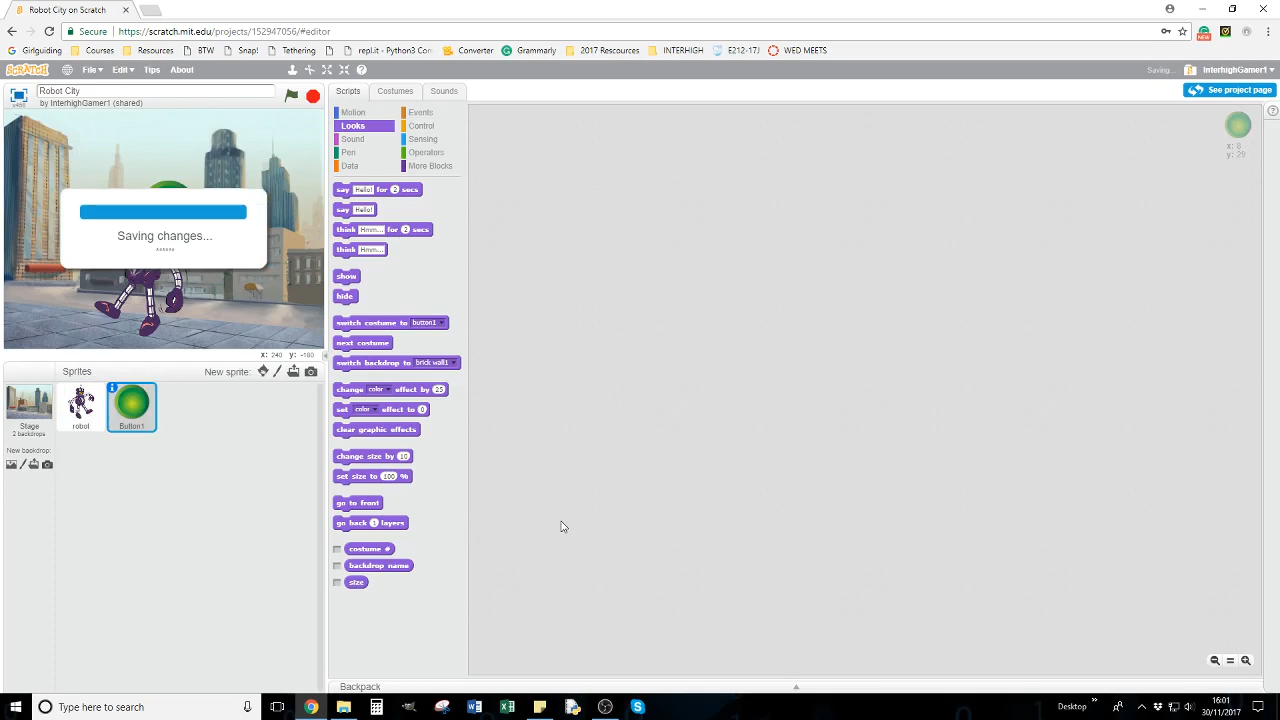 Robot City on Scratch
Secure https://scratch.mit.edu/projects/152947056/#editor
Girlguiding Courses Resources BTW Snap! Tethering repl.it - Python3 Con Converter Grammarly 2017 Rescources INTERHIGH E212-17J WED MEETS
NEW
SCRATCH File Edit Tips About Saving... InterhighGamer1
Robot City
by InterhighGamer1 (shared)
Scripts Costumes Sounds
See project page
Motion Events
Looks Control
Sound Sensing
Pen Operators
Data More Blocks
x: 8
y: 29
say Hello! for 2 secs
say Hello!
think Hmm... for 2 secs
think Hmm...
show
hide
switch costume to button1
next costume
switch backdrop to brick wall1
change color effect by 25
set color effect to 0
clear graphic effects
change size by 10
set size to 100 %
go to front
go back 1 layers
costume #
backdrop name
size
Saving changes...
x: 240 y: -180
Sprites New sprite:
Stage
2 backdrops
New backdrop:
robot
Button1
Backpack
Type here to search
Desktop
16:01
30/11/2017